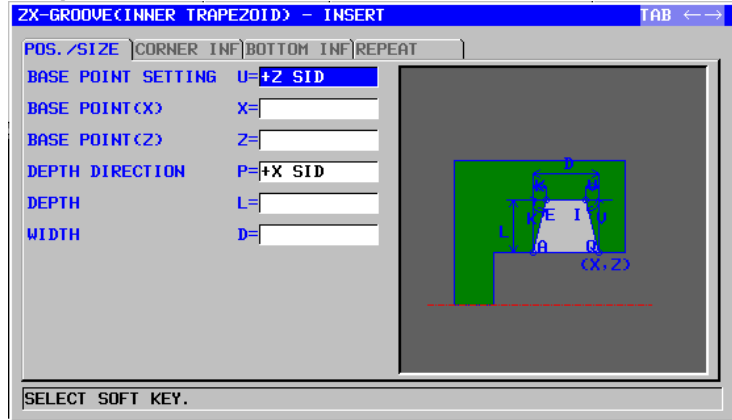 ZX-GROOVE(INNER TRAPEZOID) - INSERT TAB ←→
POS./SIZE CORNER INF BOTTOM INF REPEAT
BASE POINT SETTING U=+Z SID
BASE POINT(X) X=
BASE POINT(Z) Z=
DEPTH DIRECTION P=+X SID
DEPTH L=
WIDTH D=
D
E I
L
A Q
(X,Z)
SELECT SOFT KEY.